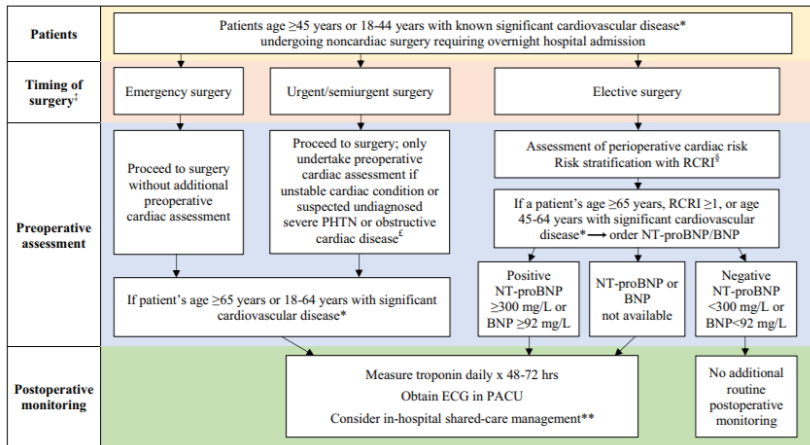 Patients
Patients age ≥45 years or 18-44 years with known significant cardiovascular disease*
undergoing noncardiac surgery requiring overnight hospital admission
Timing of
surgery‡
Emergency surgery
Urgent/semiurgent surgery
Elective surgery
Preoperative
assessment
Proceed to surgery
without additional
preoperative
cardiac assessment
Proceed to surgery; only
undertake preoperative
cardiac assessment if
unstable cardiac condition or
suspected undiagnosed
severe PHTN or obstructive
cardiac disease£
Assessment of perioperative cardiac risk
Risk stratification with RCRI§
If a patient's age ≥65 years, RCRI ≥1, or age
45-64 years with significant cardiovascular
disease* → order NT-proBNP/BNP
If patient's age ≥65 years or 18-64 years with significant
cardiovascular disease*
Positive
NT-proBNP
≥300 mg/L or
BNP ≥92 mg/L
NT-proBNP or
BNP
not available
Negative
NT-proBNP
<300 mg/L or
BNP<92 mg/L
Postoperative
monitoring
Measure troponin daily x 48-72 hrs
Obtain ECG in PACU
Consider in-hospital shared-care management**
No additional
routine
postoperative
monitoring